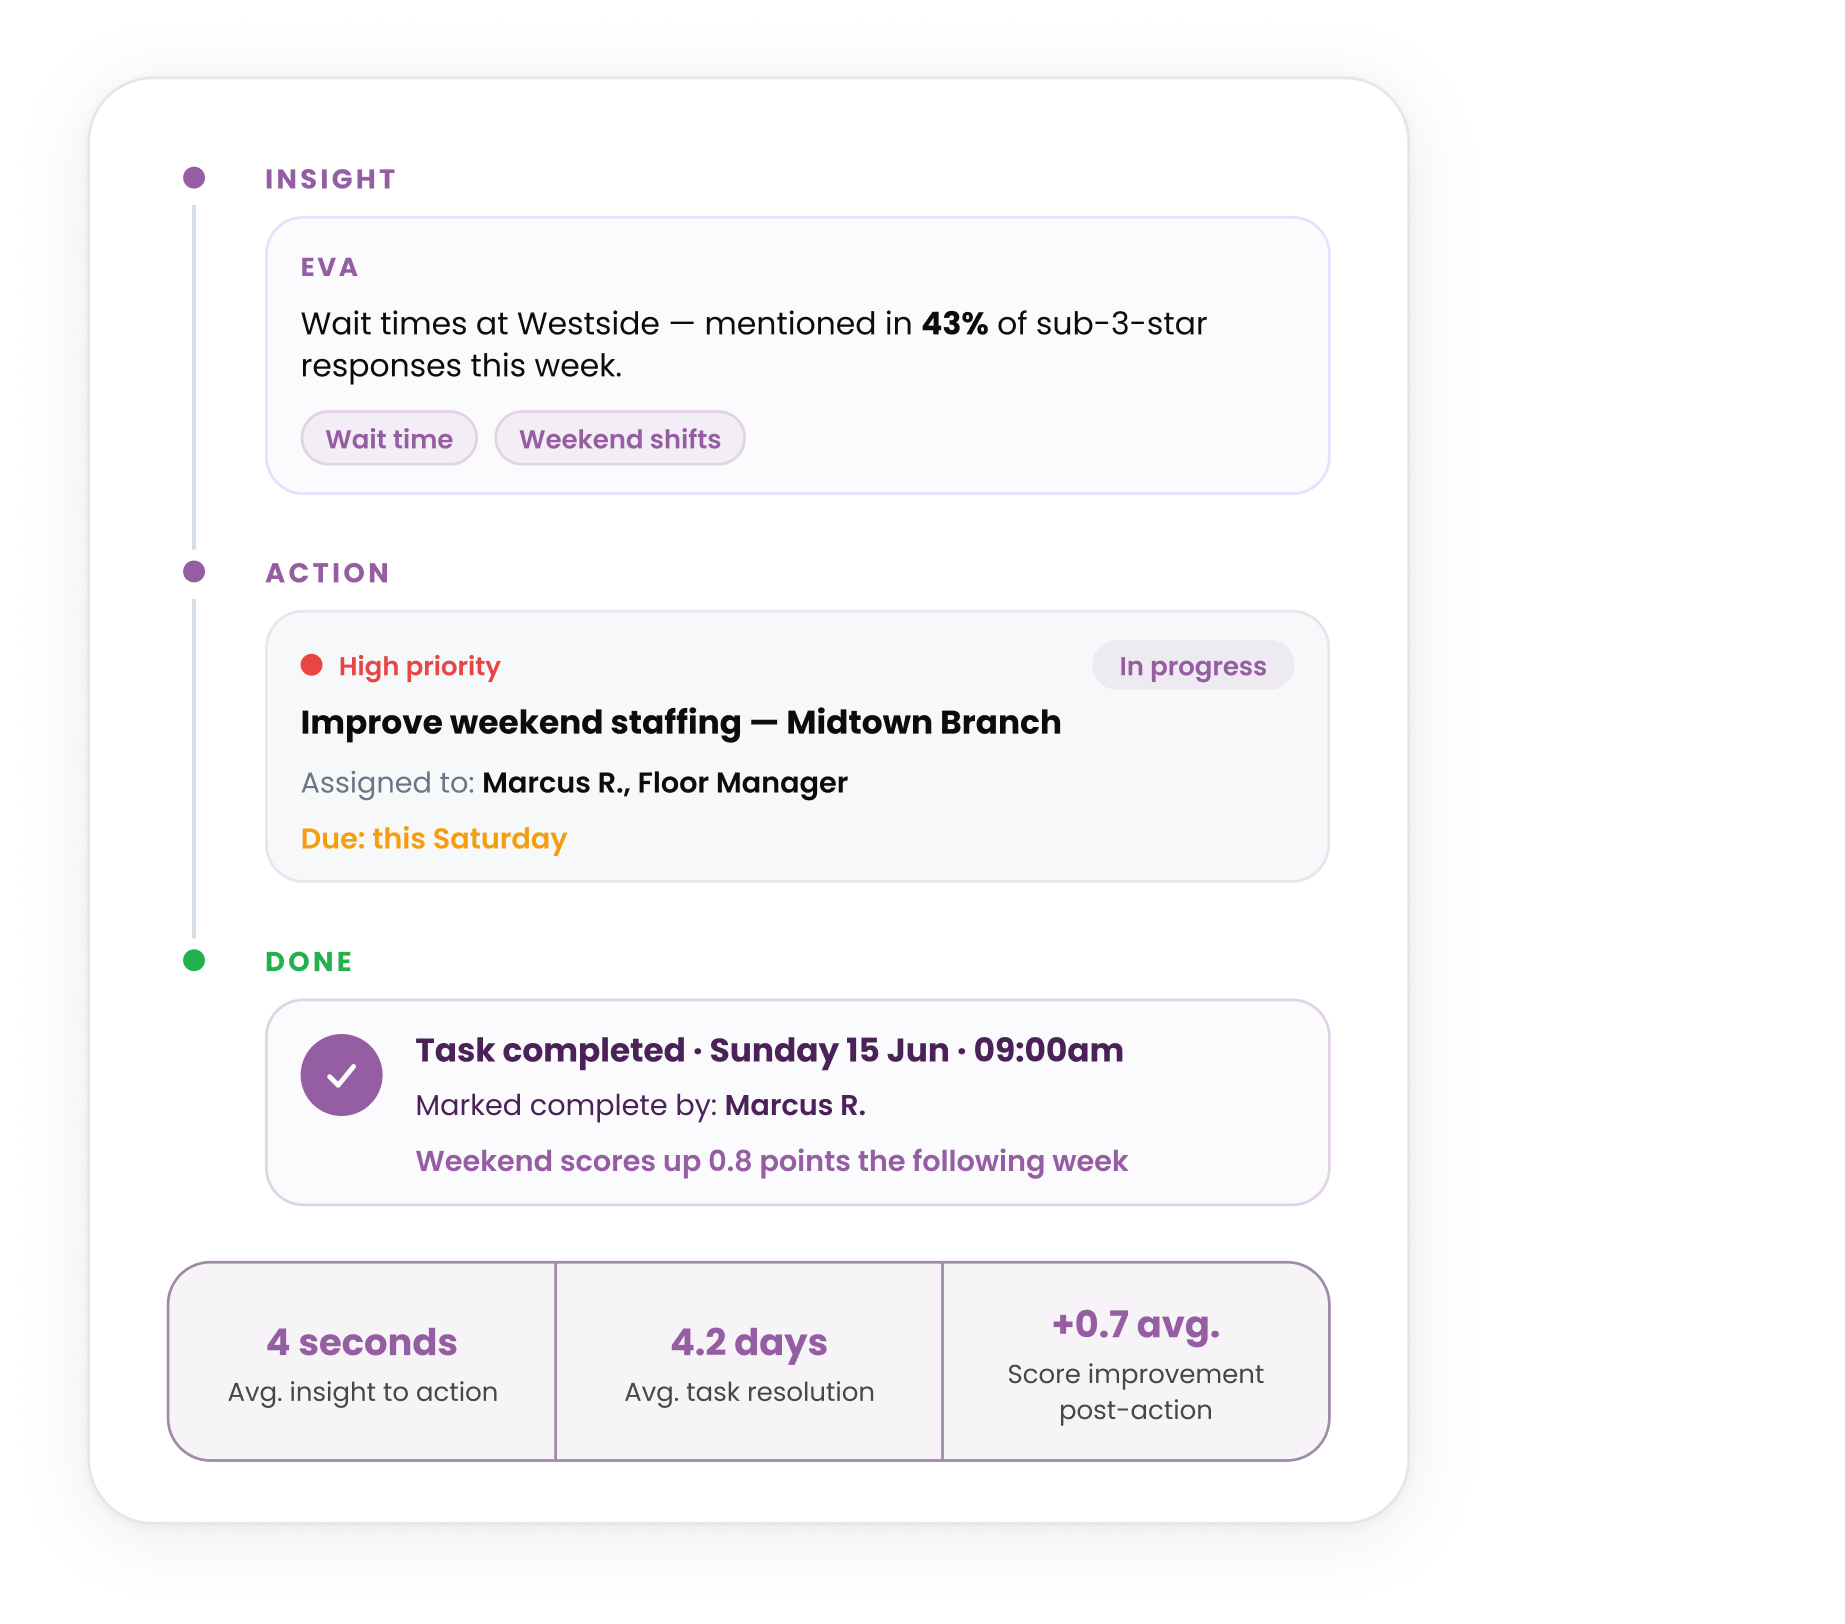 INSIGHT
EVA
Wait times at Westside — mentioned in 43% of sub-3-star
responses this week.
Wait time
Weekend shifts
ACTION
High priority
In progress
Improve weekend staffing — Midtown Branch
Assigned to: Marcus R., Floor Manager
Due: this Saturday
DONE
Task completed · Sunday 15 Jun · 09:00am
Marked complete by: Marcus R.
Weekend scores up 0.8 points the following week
4 seconds
Avg. insight to action
4.2 days
Avg. task resolution
+0.7 avg.
Score improvement
post-action